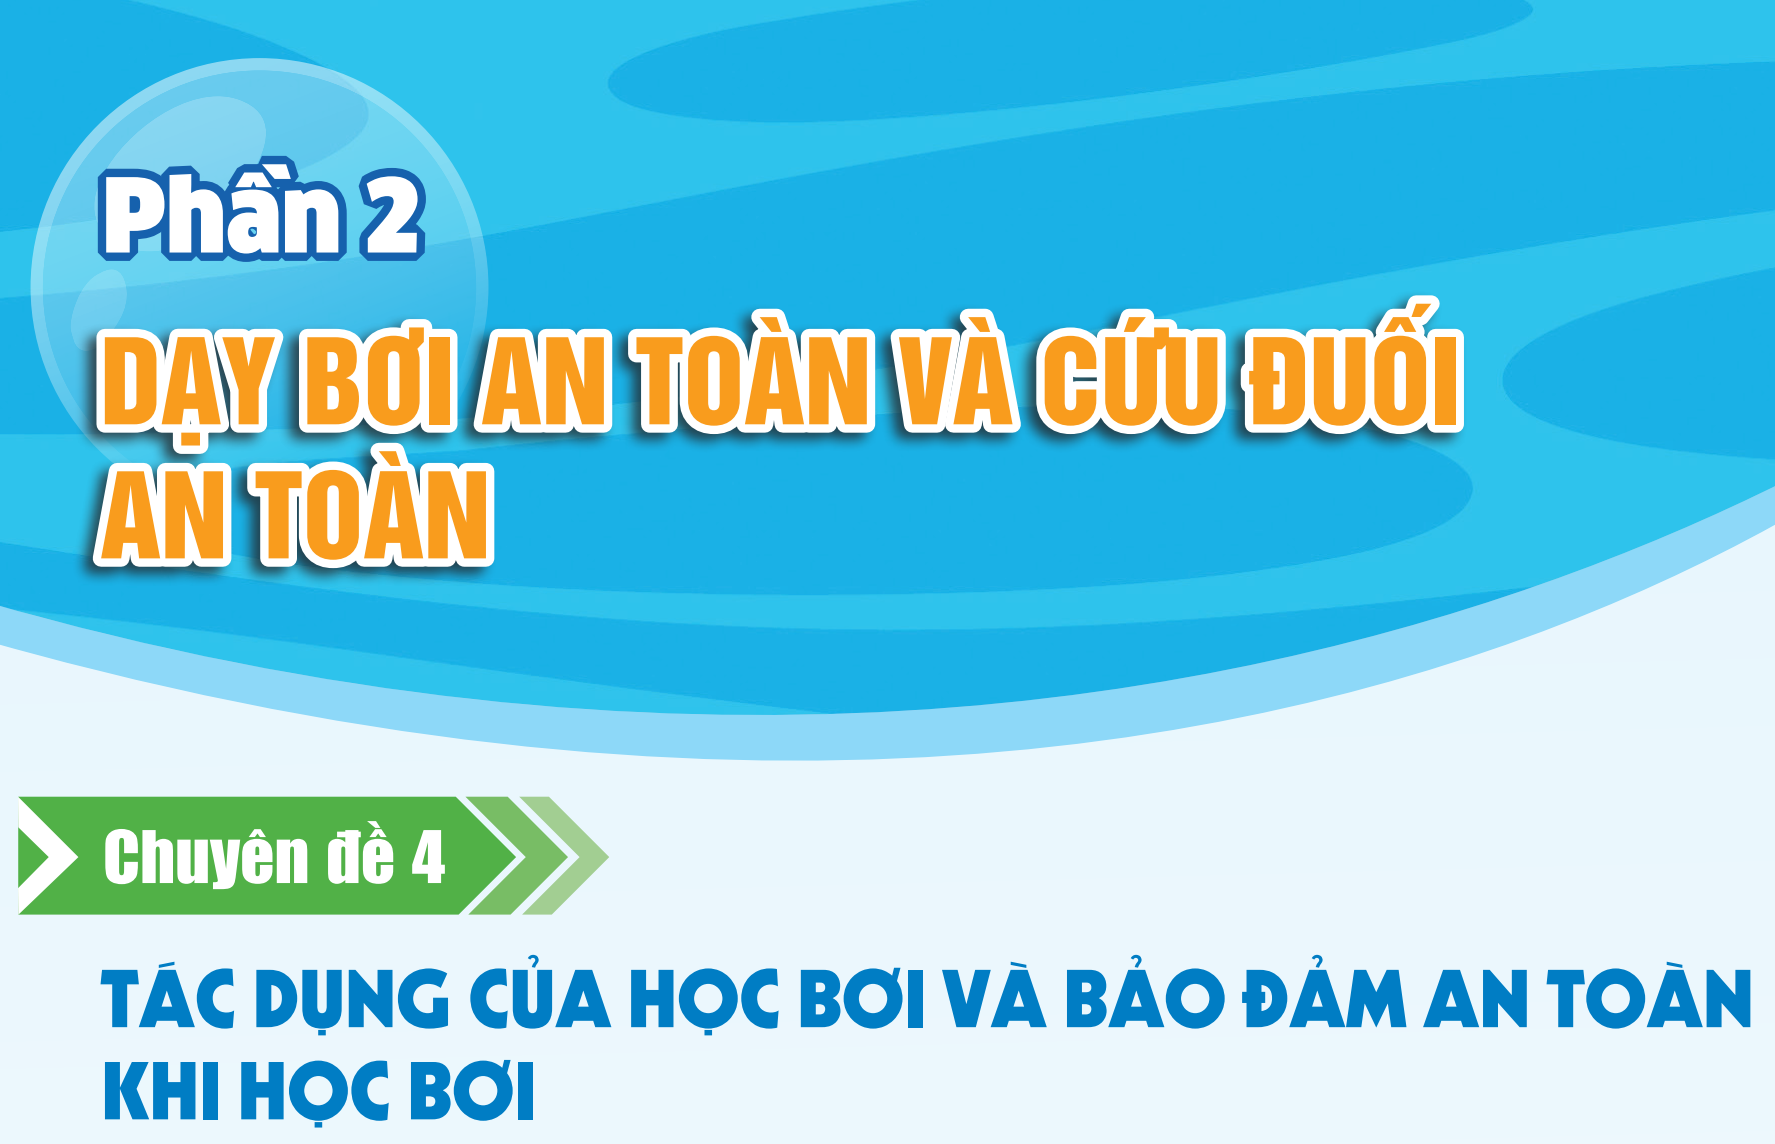 Phần 2
DẠY BƠI AN TOÀN VÀ CỨU ĐUỐI
AN TOÀN
Chuyên đề 4
TÁC DỤNG CỦA HỌC BƠI VÀ BẢO ĐẢM AN TOÀN
KHI HỌC BƠI